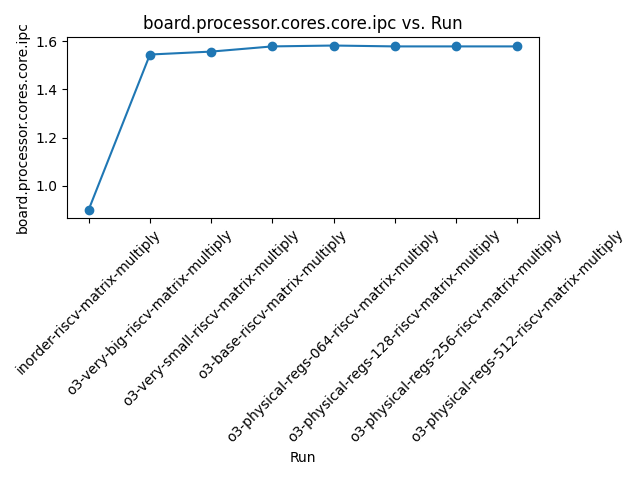 board.processor.cores.core.ipc vs. Run
board.processor.cores.core.ipc
1.6
1.4
1.2
1.0
inorder-riscv-matrix-multiply
o3-very-big-riscv-matrix-multiply
o3-very-small-riscv-matrix-multiply
o3-base-riscv-matrix-multiply
o3-physical-regs-064-riscv-matrix-multiply
o3-physical-regs-128-riscv-matrix-multiply
o3-physical-regs-256-riscv-matrix-multiply
o3-physical-regs-512-riscv-matrix-multiply
Run